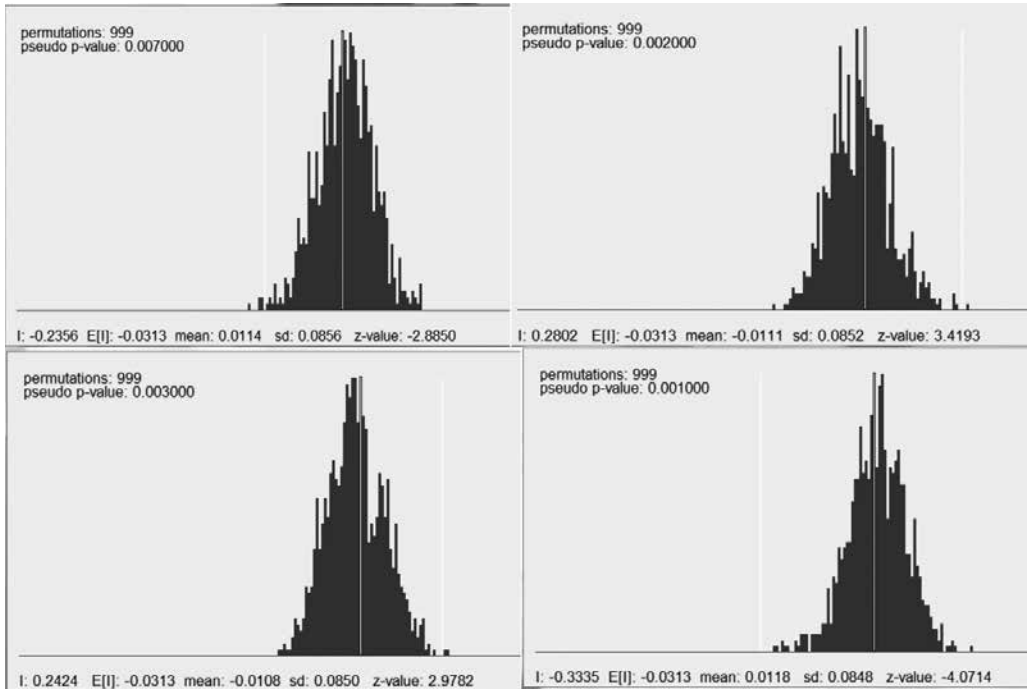 permutations: 999
pseudo p-value: 0.007000
I: -0.2356 E[I]: -0.0313 mean: 0.0114 sd: 0.0856 z-value: -2.8850
permutations: 999
pseudo p-value: 0.002000
I: 0.2802 E[I]: -0.0313 mean: -0.0111 sd: 0.0852 z-value: 3.4193
permutations: 999
pseudo p-value: 0.003000
I: 0.2424 E[I]: -0.0313 mean: -0.0108 sd: 0.0850 z-value: 2.9782
permutations: 999
pseudo p-value: 0.001000
I: -0.3335 E[I]: -0.0313 mean: 0.0118 sd: 0.0848 z-value: -4.0714